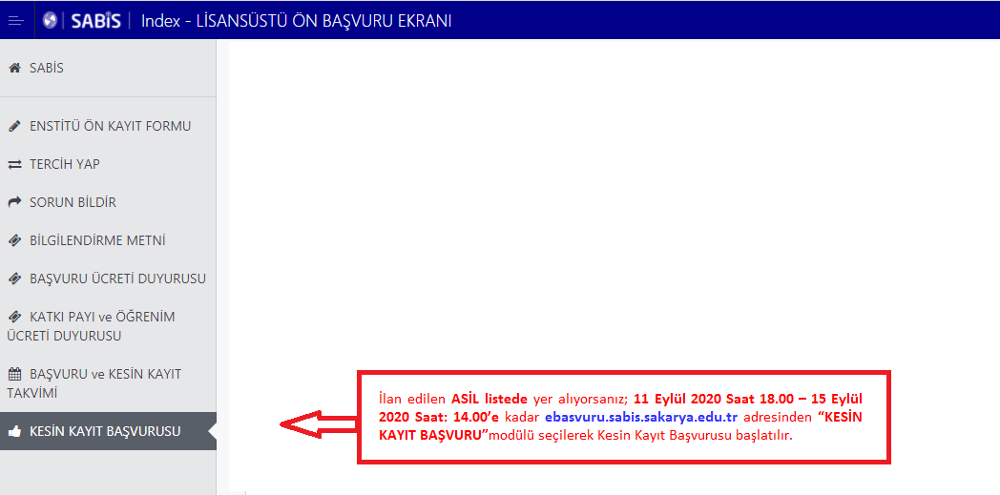 SABİS | Index - LİSANSÜSTÜ ÖN BAŞVURU EKRANI
SABİS
ENSTİTÜ ÖN KAYIT FORMU
TERCİH YAP
SORUN BİLDİR
BİLGİLENDİRME METNİ
BAŞVURU ÜCRETİ DUYURUSU
KATKI PAYI ve ÖĞRENİM
ÜCRETİ DUYURUSU
BAŞVURU ve KESİN KAYIT
TAKVİMİ
KESİN KAYIT BAŞVURUSU
İlan edilen ASİL listede yer alıyorsanız; 11 Eylül 2020 Saat 18.00 – 15 Eylül
2020 Saat: 14.00’e kadar ebasvuru.sabis.sakarya.edu.tr adresinden “KESİN
KAYIT BAŞVURU”modülü seçilerek Kesin Kayıt Başvurusu başlatılır.